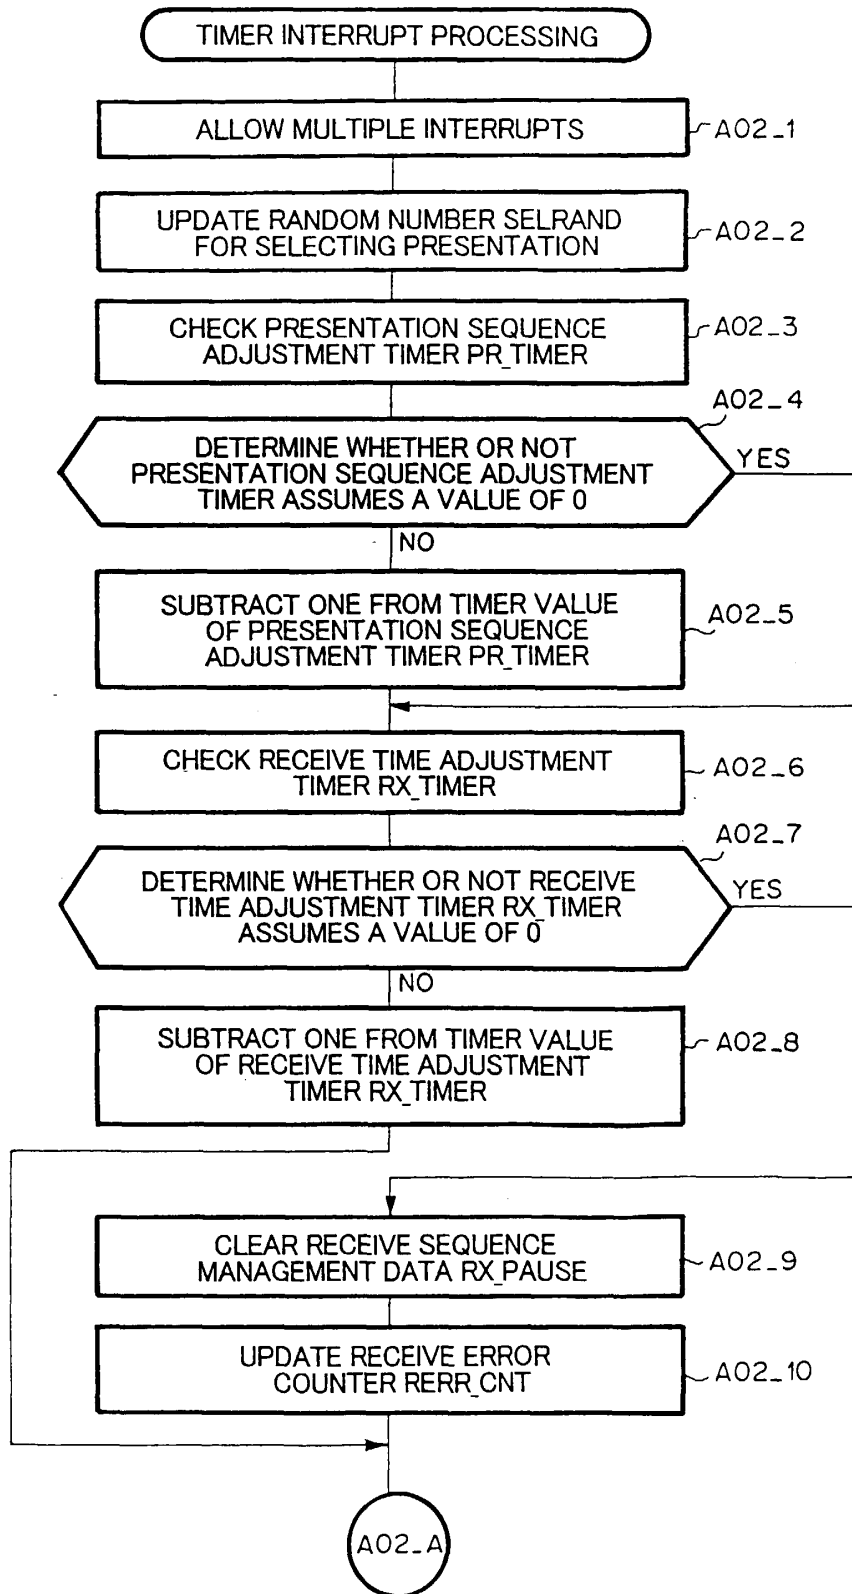 TIMER INTERRUPT PROCESSING
ALLOW MULTIPLE INTERRUPTS
A02_1
UPDATE RANDOM NUMBER SELRAND
FOR SELECTING PRESENTATION
A02_2
CHECK PRESENTATION SEQUENCE
ADJUSTMENT TIMER PR_TIMER
A02_3
A02_4
DETERMINE WHETHER OR NOT
PRESENTATION SEQUENCE ADJUSTMENT
TIMER ASSUMES A VALUE OF 0
YES
NO
SUBTRACT ONE FROM TIMER VALUE
OF PRESENTATION SEQUENCE
ADJUSTMENT TIMER PR_TIMER
A02_5
CHECK RECEIVE TIME ADJUSTMENT
TIMER RX_TIMER
A02_6
A02_7
DETERMINE WHETHER OR NOT RECEIVE
TIME ADJUSTMENT TIMER RX_TIMER
ASSUMES A VALUE OF 0
YES
NO
SUBTRACT ONE FROM TIMER VALUE
OF RECEIVE TIME ADJUSTMENT
TIMER RX_TIMER
A02_8
CLEAR RECEIVE SEQUENCE
MANAGEMENT DATA RX_PAUSE
A02_9
UPDATE RECEIVE ERROR
COUNTER RERR_CNT
A02_10
A02_A